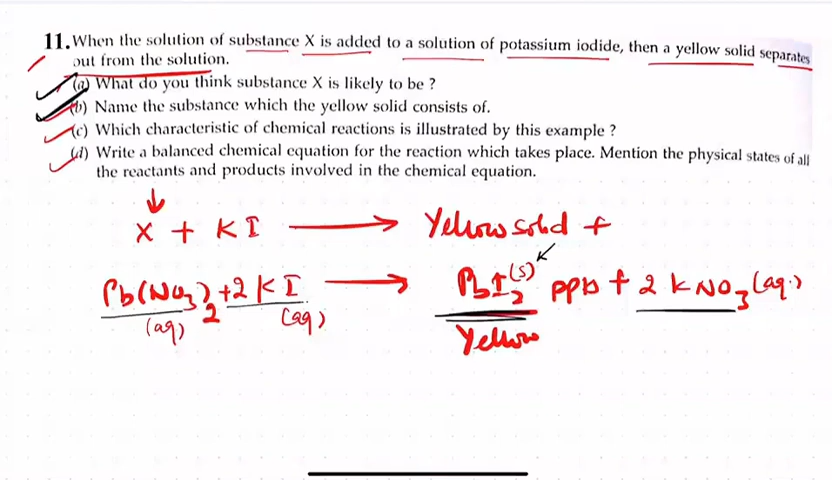 11. When the solution of substance X is added to a solution of potassium iodide, then a yellow solid separates
out from the solution.
(a) What do you think substance X is likely to be ?
(b) Name the substance which the yellow solid consists of.
(c) Which characteristic of chemical reactions is illustrated by this example ?
(d) Write a balanced chemical equation for the reaction which takes place. Mention the physical states of all
the reactants and products involved in the chemical equation.
X + KI ⟶ Yellow solid +
Pb(NO₃)₂ + 2KI ⟶ PbI₂(s) ppt + 2KNO₃(aq.)
(aq) (aq) Yellow